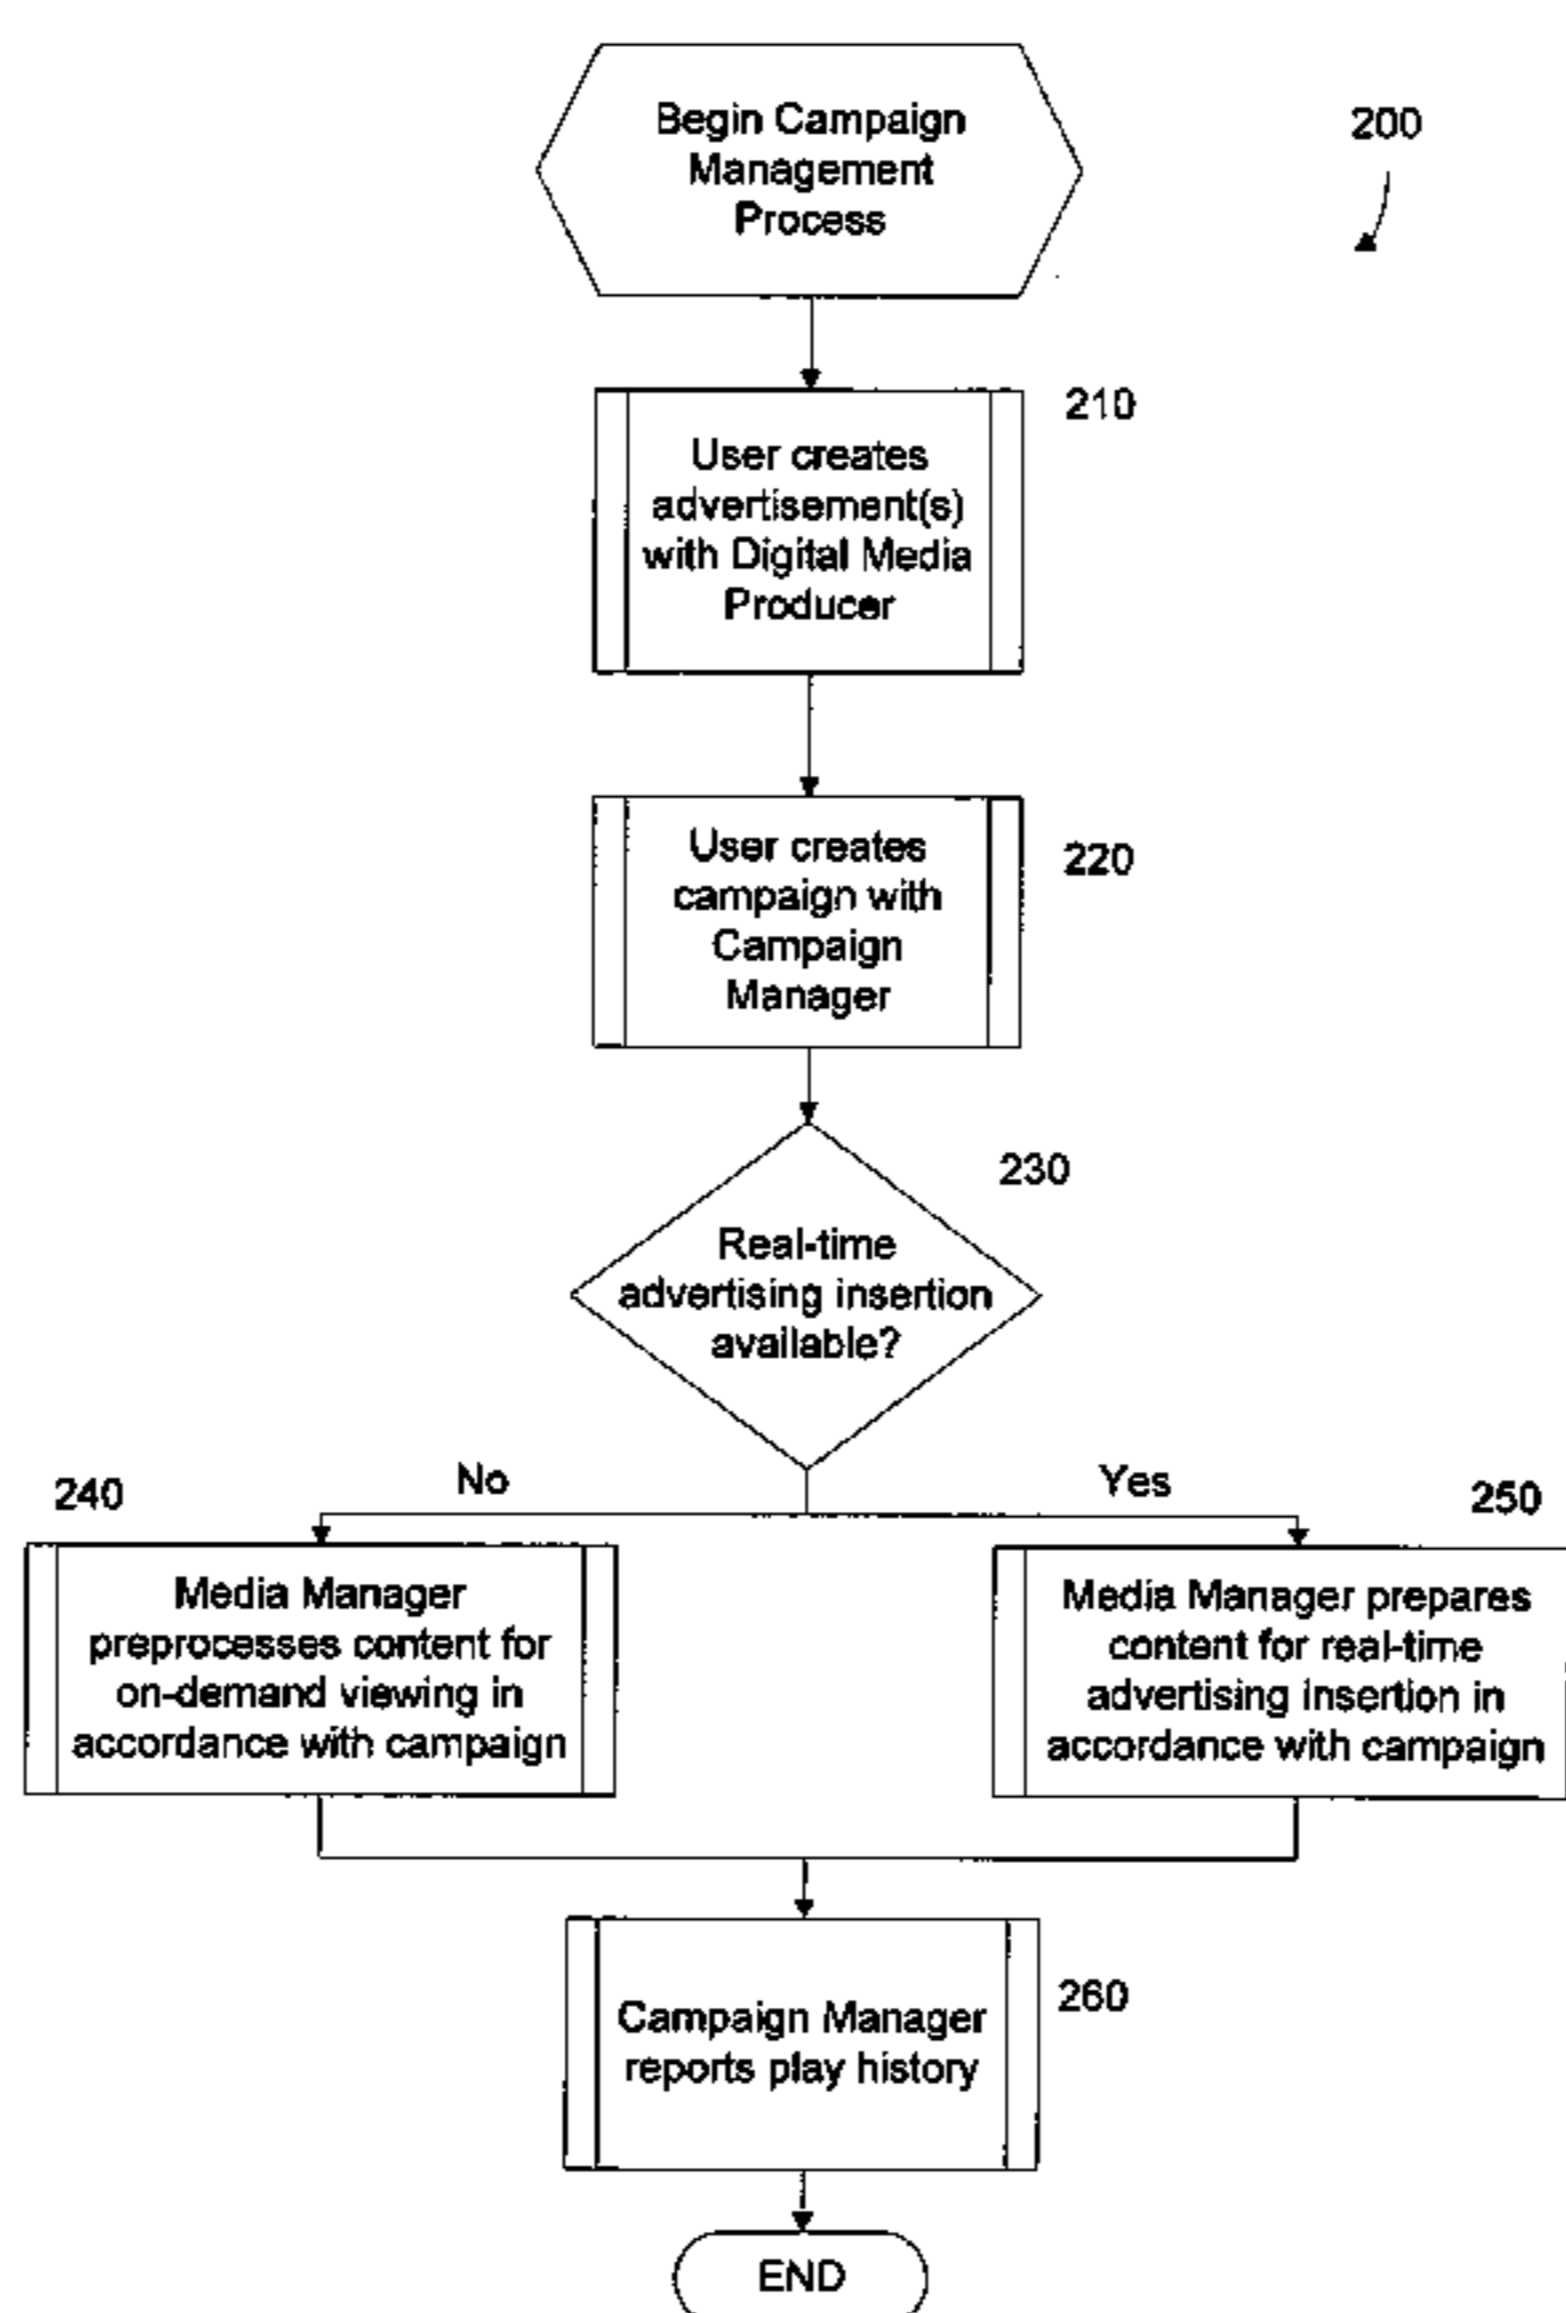 Begin Campaign
Management
Process
200
210
User creates
advertisement(s)
with Digital Media
Producer
220
User creates
campaign with
Campaign
Manager
230
Real-time
advertising insertion
available?
No
Yes
240
250
Media Manager
preprocesses content for
on-demand viewing in
accordance with campaign
Media Manager prepares
content for real-time
advertising insertion in
accordance with campaign
260
Campaign Manager
reports play history
END